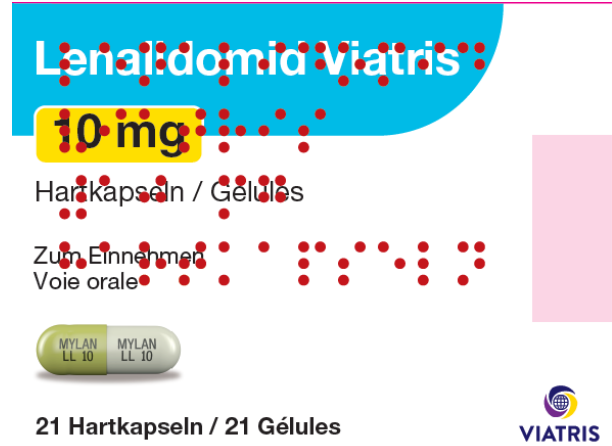 Lenalidomid Viatris
10 mg
Hartkapseln / Gélules
Zum Einnehmen
Voie orale
MYLAN MYLAN
LL 10 LL 10
21 Hartkapseln / 21 Gélules
VIATRIS